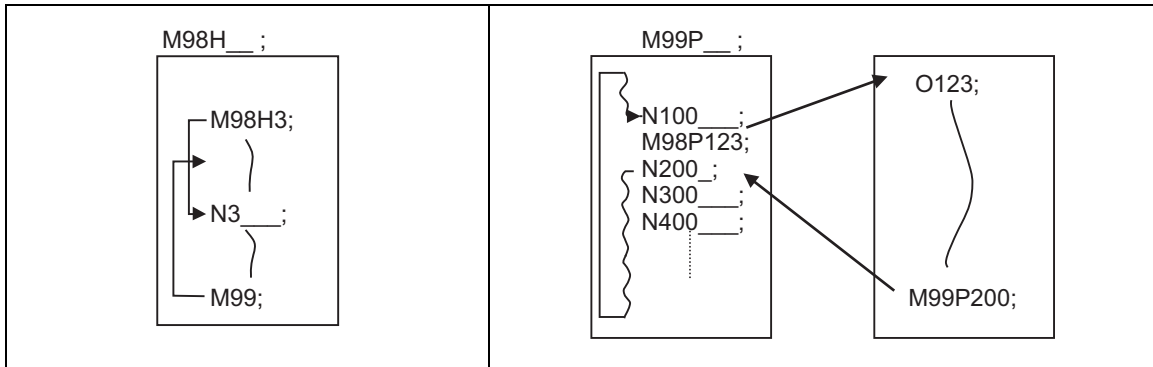 M98H__ ;
M98H3;
N3___;
M99;
M99P__ ;
N100___;
M98P123;
N200_;
N300___;
N400___;
O123;
M99P200;